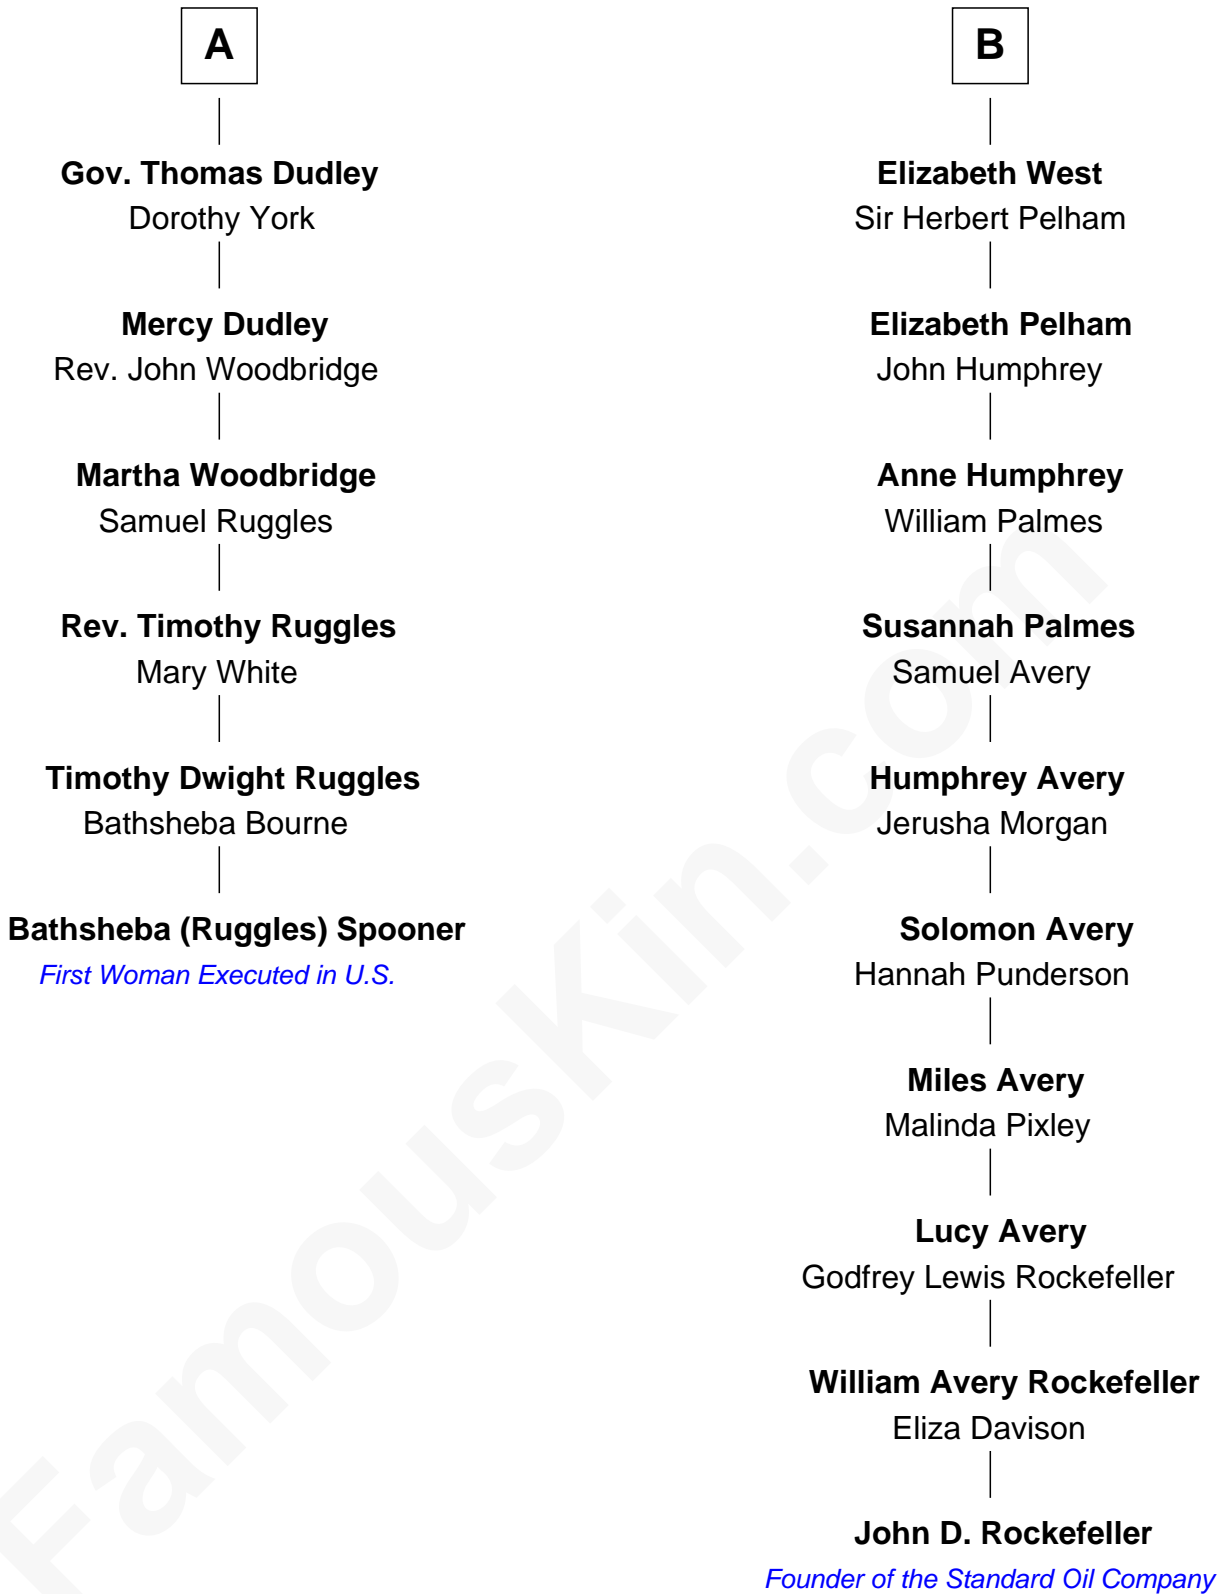 A
Gov. Thomas Dudley
Dorothy York
Mercy Dudley
Rev. John Woodbridge
Martha Woodbridge
Samuel Ruggles
Rev. Timothy Ruggles
Mary White
Timothy Dwight Ruggles
Bathsheba Bourne
Bathsheba (Ruggles) Spooner
First Woman Executed in U.S.
B
Elizabeth West
Sir Herbert Pelham
Elizabeth Pelham
John Humphrey
Anne Humphrey
William Palmes
Susannah Palmes
Samuel Avery
Humphrey Avery
Jerusha Morgan
Solomon Avery
Hannah Punderson
Miles Avery
Malinda Pixley
Lucy Avery
Godfrey Lewis Rockefeller
William Avery Rockefeller
Eliza Davison
John D. Rockefeller
Founder of the Standard Oil Company
FamousKin.com